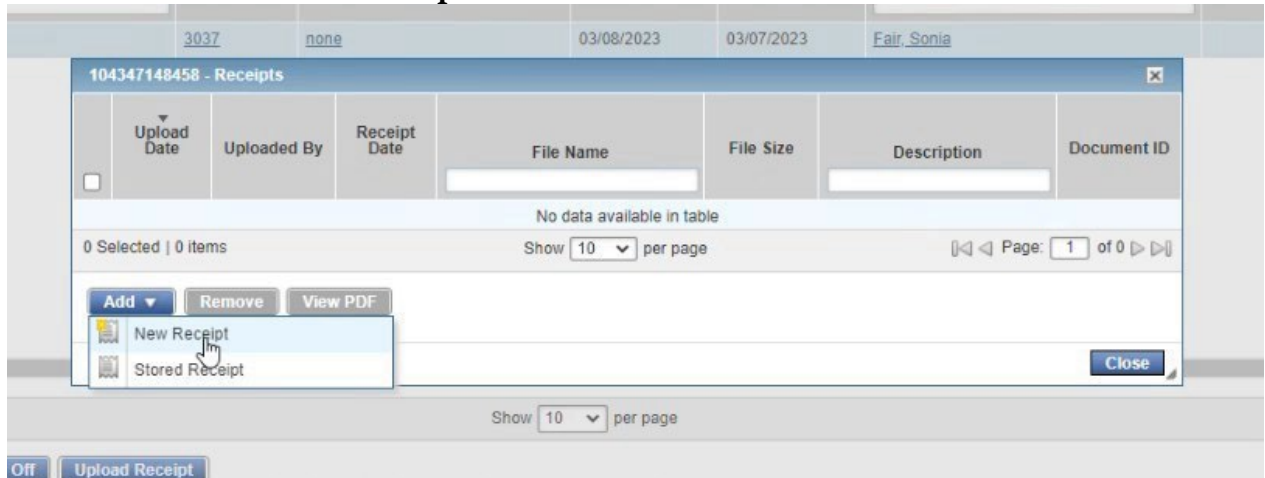 3037 none 03/08/2023 03/07/2023 Fair, Sonia
104347148458 - Receipts
Upload Date Uploaded By Receipt Date File Name File Size Description Document ID
No data available in table
0 Selected | 0 items Show 10 per page Page: 1 of 0
Add Remove View PDF
New Receipt
Stored Receipt
Close
Show 10 per page
Off Upload Receipt